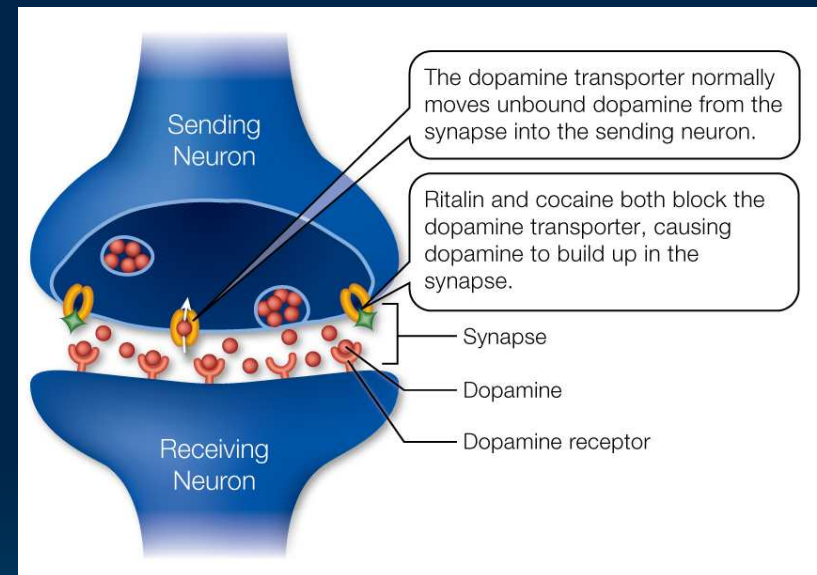 The dopamine transporter normally
moves unbound dopamine from the
synapse into the sending neuron.
Sending
Neuron
Ritalin and cocaine both block the
dopamine transporter, causing
dopamine to build up in the
synapse.
Synapse
Dopamine
Dopamine receptor
Receiving
Neuron